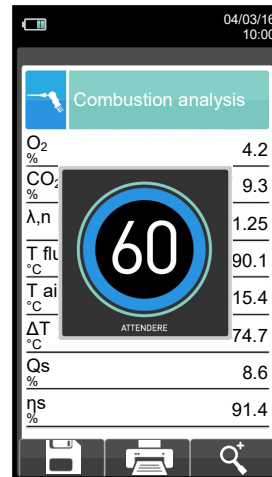 04/03/16
10:00
Combustion analysis
O2
%
4.2
CO2
%
9.3
λ,n
1.25
T flu
°C
90.1
T ai
°C
15.4
ΔT
°C
74.7
Qs
%
8.6
ηs
%
91.4
60
ATTENDERE